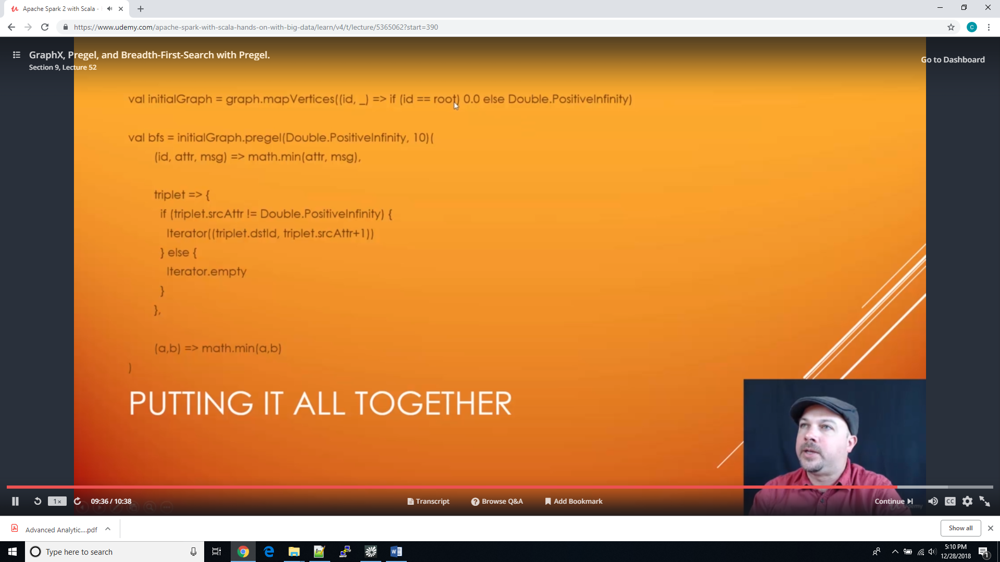 Apache Spark 2 with Scala -
https://www.udemy.com/apache-spark-with-scala-hands-on-with-big-data/learn/v4/t/lecture/5365062?start=390
C
GraphX, Pregel, and Breadth-First-Search with Pregel.
Section 9, Lecture 52
Go to Dashboard
val initialGraph = graph.mapVertices((id, _) => if (id == root) 0.0 else Double.PositiveInfinity)
val bfs = initialGraph.pregel(Double.PositiveInfinity, 10)(
(id, attr, msg) => math.min(attr, msg),
triplet => {
if (triplet.srcAttr != Double.PositiveInfinity) {
Iterator((triplet.dstId, triplet.srcAttr+1))
} else {
Iterator.empty
}
},
(a,b) => math.min(a,b)
)
PUTTING IT ALL TOGETHER
1×
09:36 / 10:38
Transcript
Browse Q&A
Add Bookmark
Continue
CC
Udemy
Advanced Analytic....pdf
Show all
Type here to search
5:10 PM
12/28/2018
1